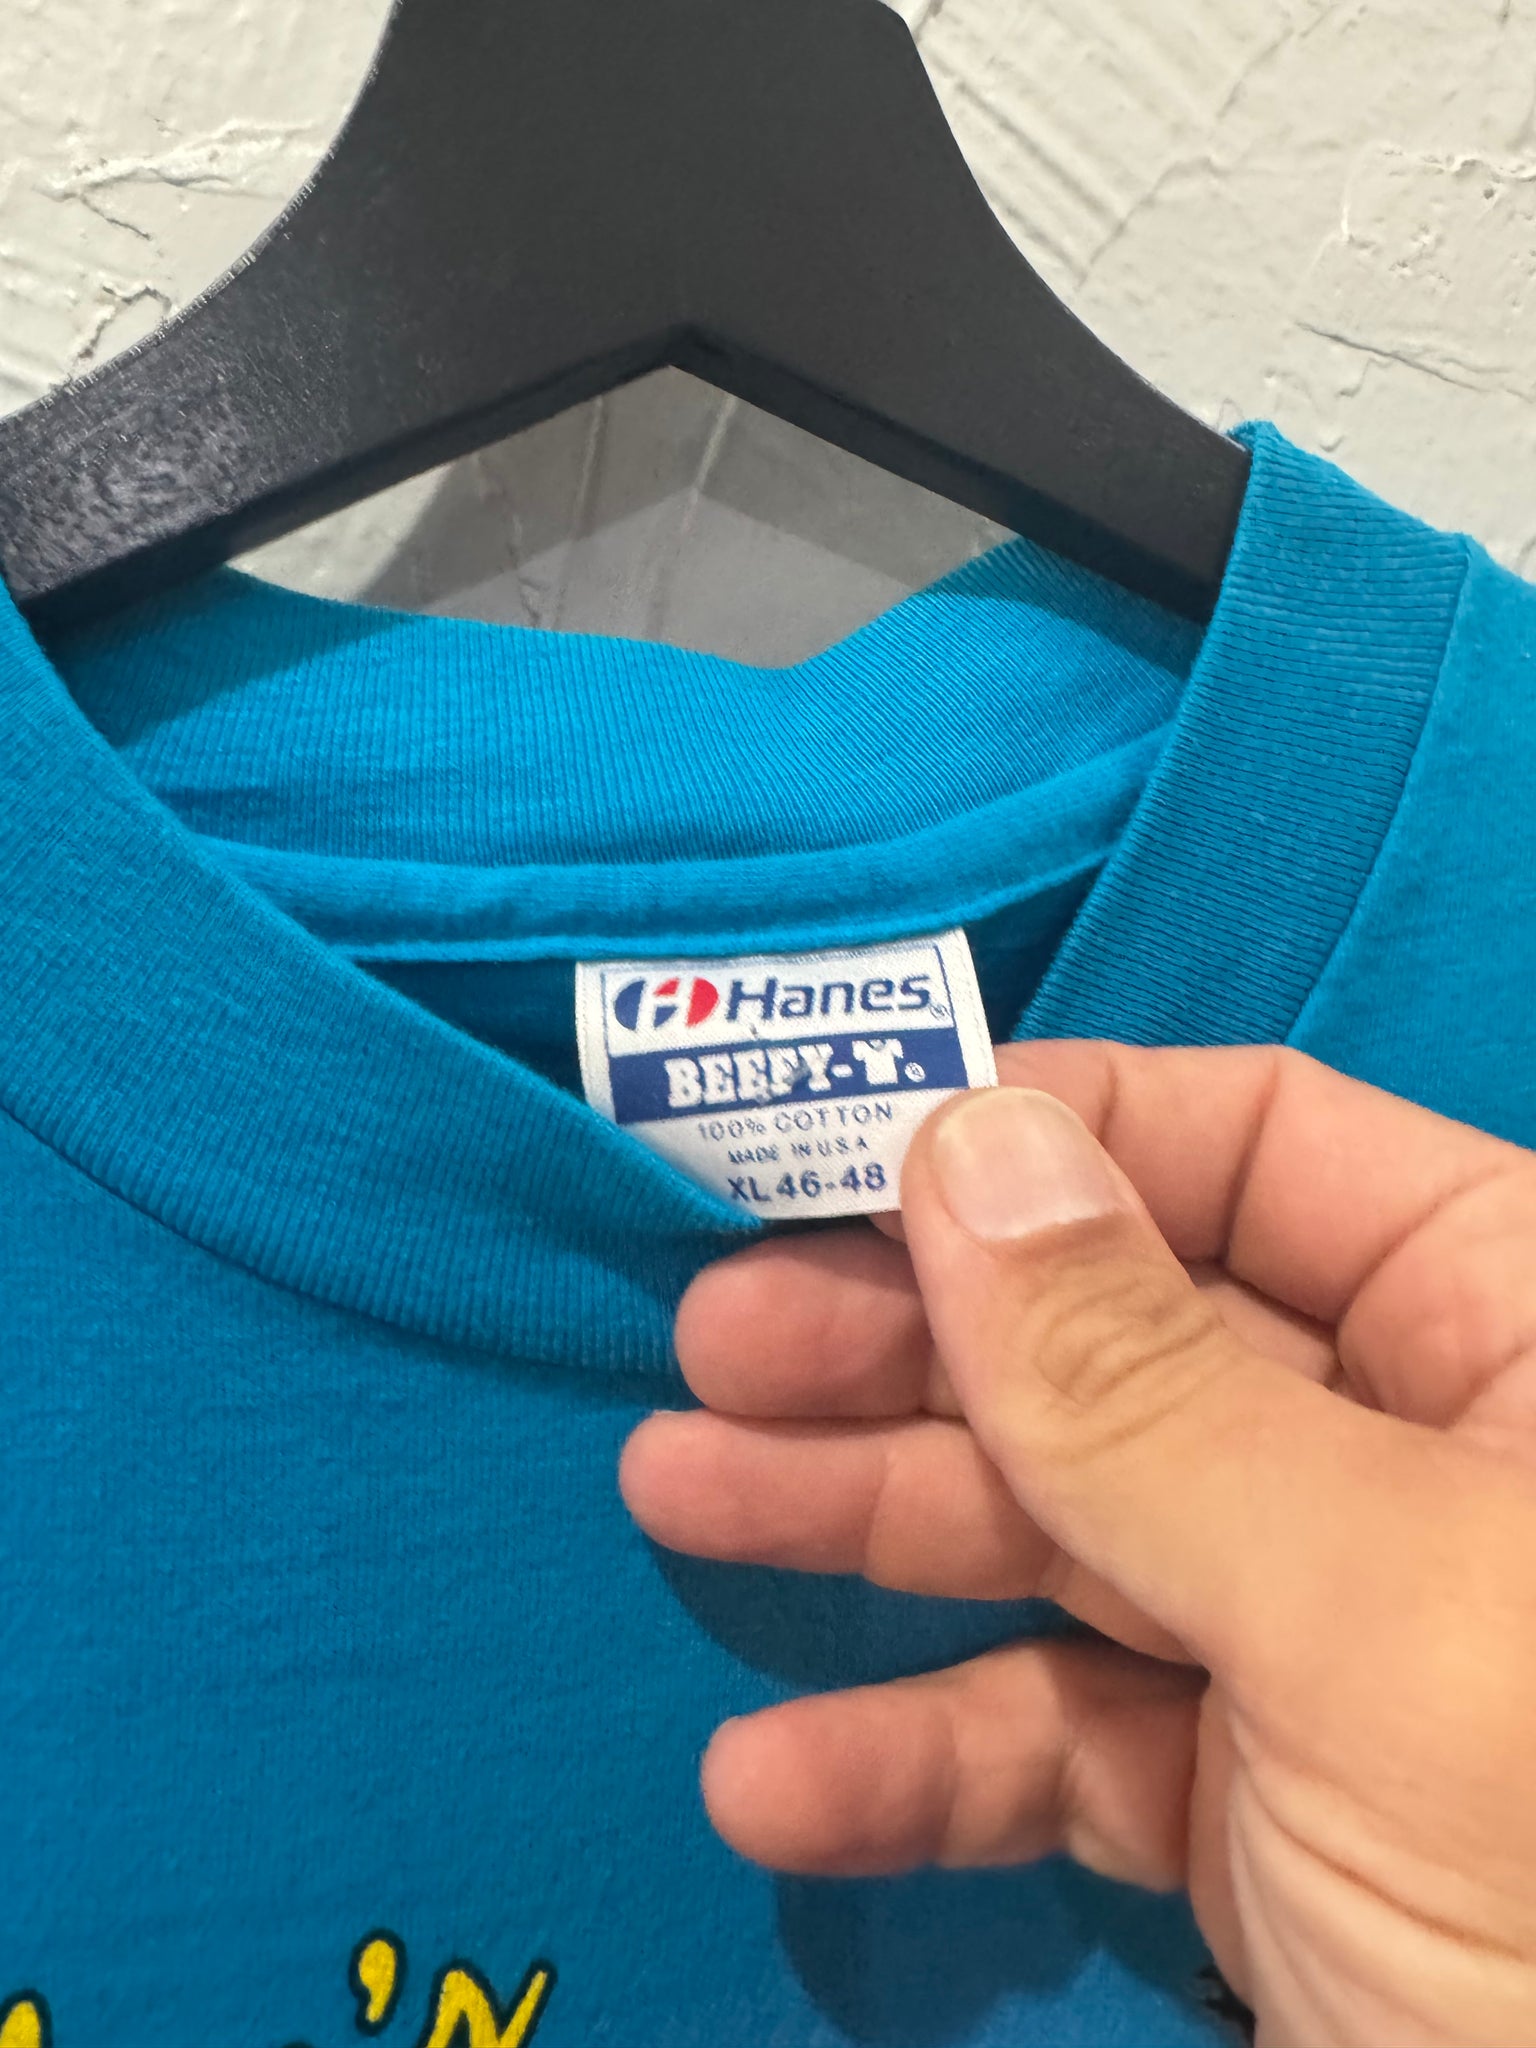 Hanes®
BEEFY-T®
100% COTTON
MADE IN U.S.A
XL 46-48
'N